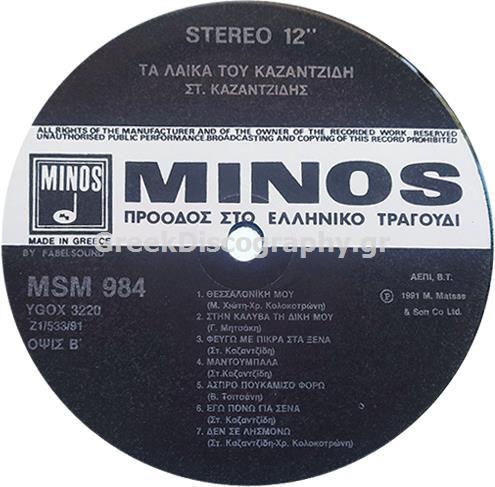 STEREO 12"
ΤΑ ΛΑΙΚΑ ΤΟΥ ΚΑΖΑΝΤΖΙΔΗ
ΣΤ. ΚΑΖΑΝΤΖΙΔΗΣ
ALL RIGHTS OF THE MANUFACTURER AND OF THE OWNER OF THE RECORDED WORK RESERVED
UNAUTHORISED PUBLIC PERFORMANCE.BROADCASTING AND COPYING OF THIS RECORD PROHIBITED
MINOS
MINOS
ΠΡΟΟΔΟΣ ΣΤΟ ΕΛΛΗΝΙΚΟ ΤΡΑΓΟΥΔΙ
MADE IN GREECE
GreekDiscography.gr
BY FABELSOUND
MSM 984
YGOX 3220
Z1/533/91
ΟΨΙΣ Β΄
ΑΕΠΙ, Β.Τ.
P 1991 M. Matsas
& Son Co Ltd.
1. ΘΕΣΣΑΛΟΝΙΚΗ ΜΟΥ
(Μ. Χιώτη-Χρ. Κολοκοτρώνη)
2. ΣΤΗΝ ΚΑΛΥΒΑ ΤΗ ΔΙΚΗ ΜΟΥ
(Γ. Μητσάκη)
3. ΦΕΥΓΩ ΜΕ ΠΙΚΡΑ ΣΤΑ ΞΕΝΑ
(Στ. Καζαντζίδη)
4. ΜΑΝΤΟΥΜΠΑΛΑ
(Στ.Καζαντζίδη)
5. ΑΣΠΡΟ ΠΟΥΚΑΜΙΣΟ ΦΟΡΩ
(Β. Τσιτσάνη)
6. ΕΓΩ ΠΟΝΩ ΓΙΑ ΣΕΝΑ
(Στ. Καζαντζίδη)
7. ΔΕΝ ΣΕ ΛΗΣΜΟΝΩ
(Στ. Καζαντζίδη-Χρ. Κολοκοτρώνη)